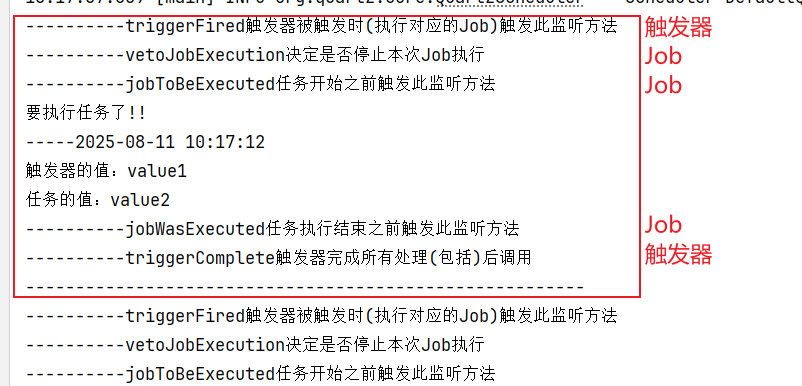 ----------triggerFired触发器被触发时(执行对应的Job)触发此监听方法 触发器
----------vetoJobExecution决定是否停止本次Job执行 Job
----------jobToBeExecuted任务开始之前触发此监听方法 Job
要执行任务了!!
-----2025-08-11 10:17:12
触发器的值：value1
任务的值：value2
----------jobWasExecuted任务执行结束之前触发此监听方法 Job
----------triggerComplete触发器完成所有处理(包括)后调用 触发器
--------------------------------------------------------
----------triggerFired触发器被触发时(执行对应的Job)触发此监听方法
----------vetoJobExecution决定是否停止本次Job执行
----------jobToBeExecuted任务开始之前触发此监听方法